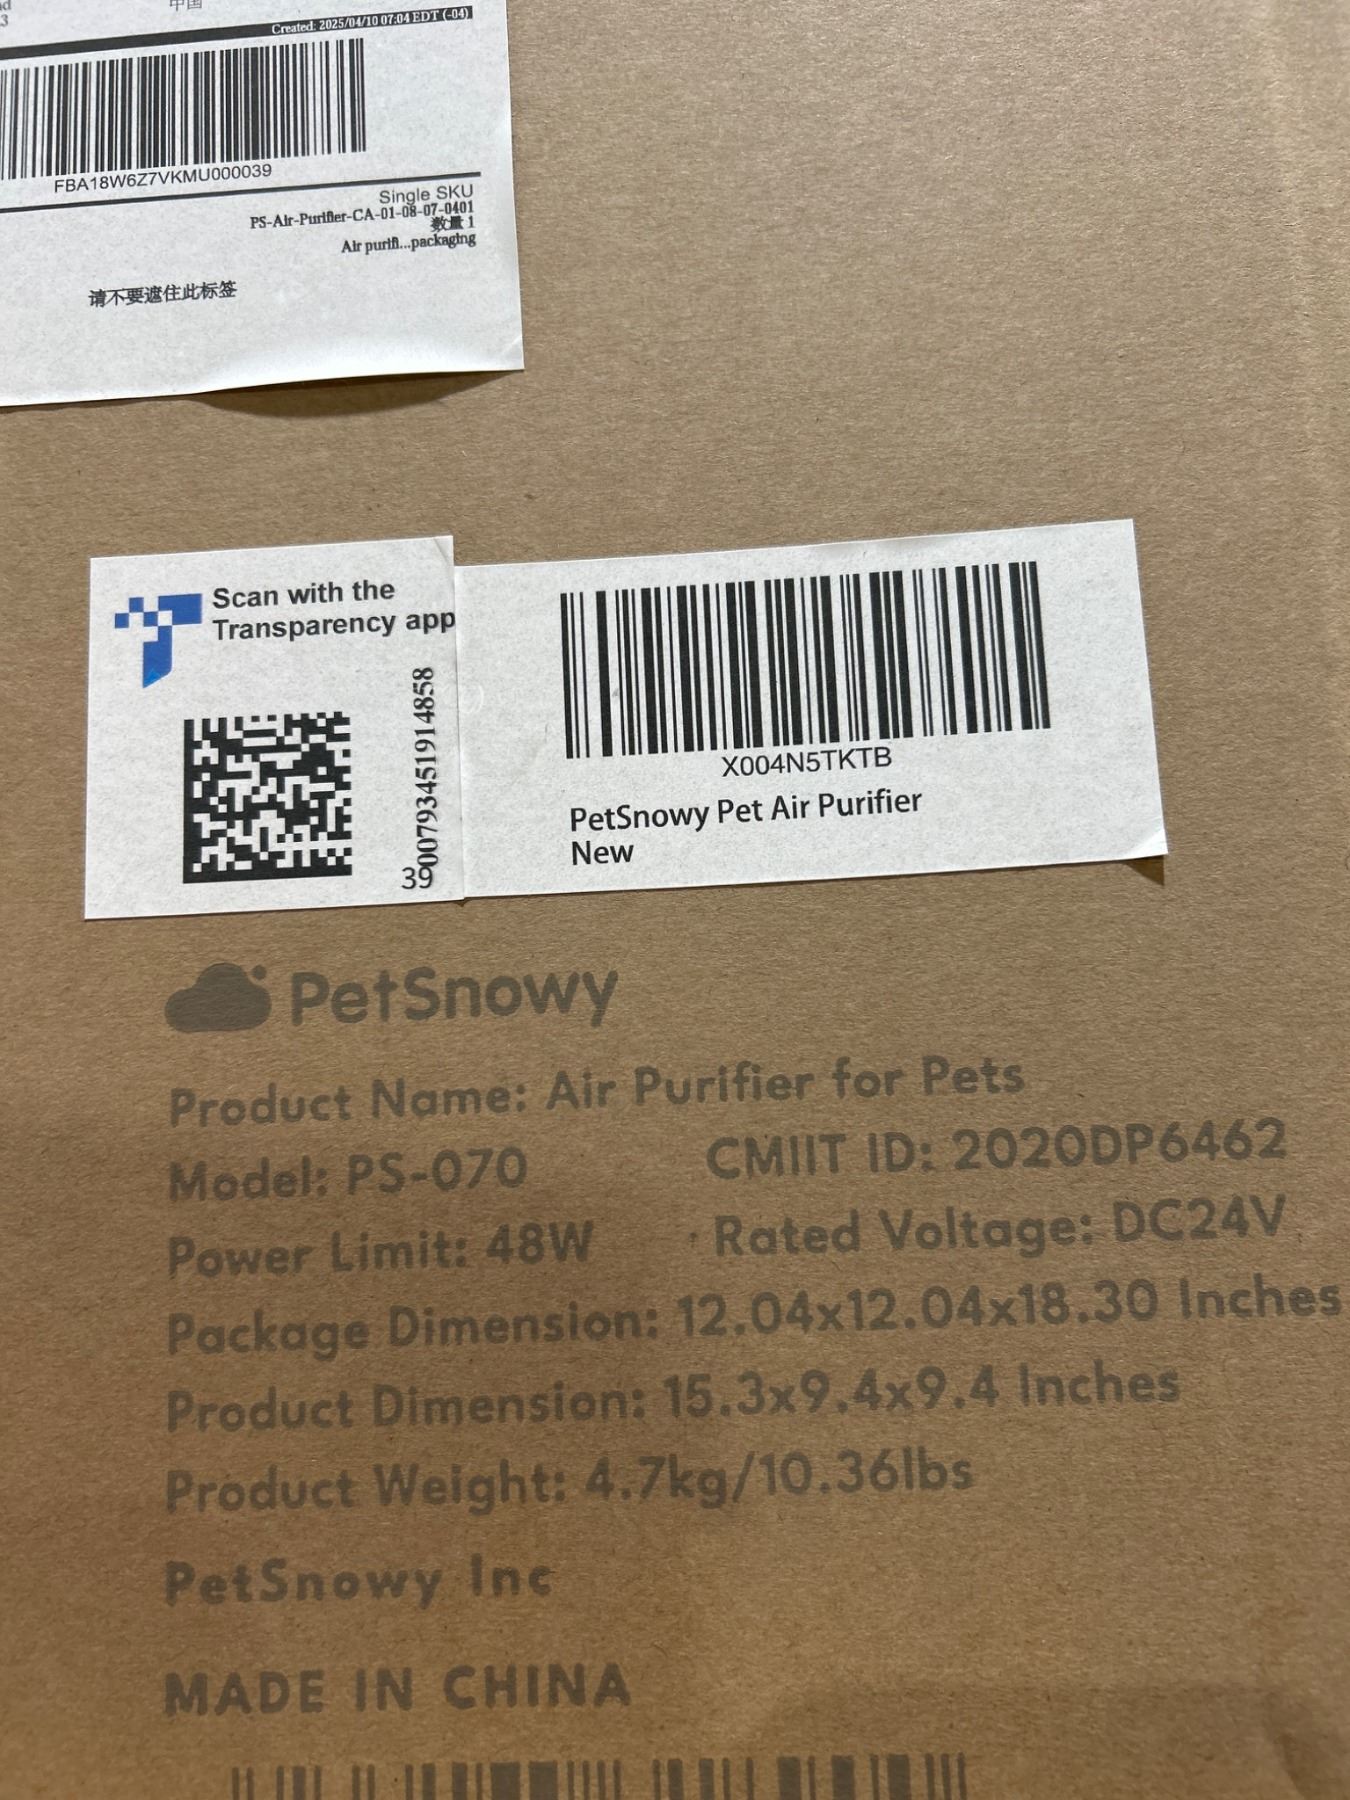 中国
Created: 2025/04/10 07:04 EDT (-04)
FBA18W6Z7VKMU000039
Single SKU
PS-Air-Purifier-CA-01-08-07-0401
数量 1
Air purifi...packaging
请不要遮住此标签
Scan with the
Transparency app
39007934519148​58
39
X004N5TKTB
PetSnowy Pet Air Purifier
New
PetSnowy
Product Name: Air Purifier for Pets
Model: PS-070 CMIIT ID: 2020DP6462
Power Limit: 48W Rated Voltage: DC24V
Package Dimension: 12.04x12.04x18.30 Inches
Product Dimension: 15.3x9.4x9.4 Inches
Product Weight: 4.7kg/10.36lbs
PetSnowy Inc
MADE IN CHINA